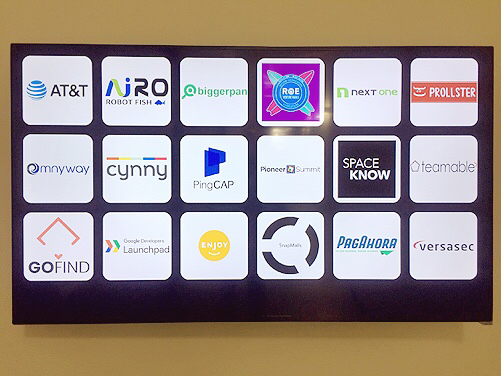 AT&T
AiRO
ROBOT FISH
biggerpan
ROE
next one
PROLLSTER
Omnyway
cynny
PingCAP
Pioneer Summit
SPACE
KNOW
teamable
GOFIND
Google Developers
Launchpad
ENJOY
SnapMails
PAGAHORA
versasec